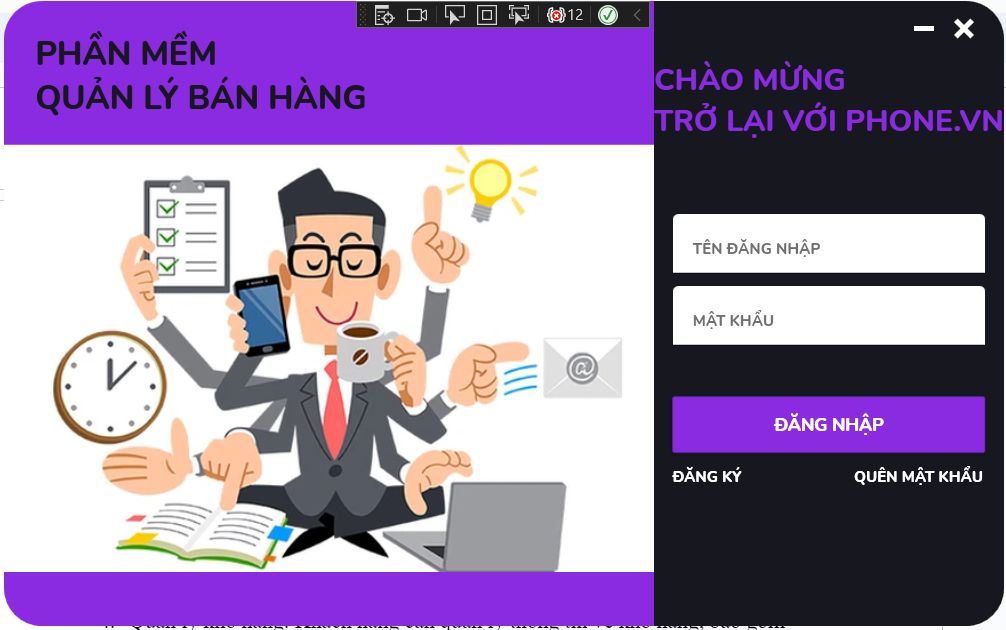 12
PHẦN MỀM
QUẢN LÝ BÁN HÀNG
CHÀO MỪNG
TRỞ LẠI VỚI PHONE.VN
TÊN ĐĂNG NHẬP
MẬT KHẨU
ĐĂNG NHẬP
ĐĂNG KÝ
QUÊN MẬT KHẨU
@